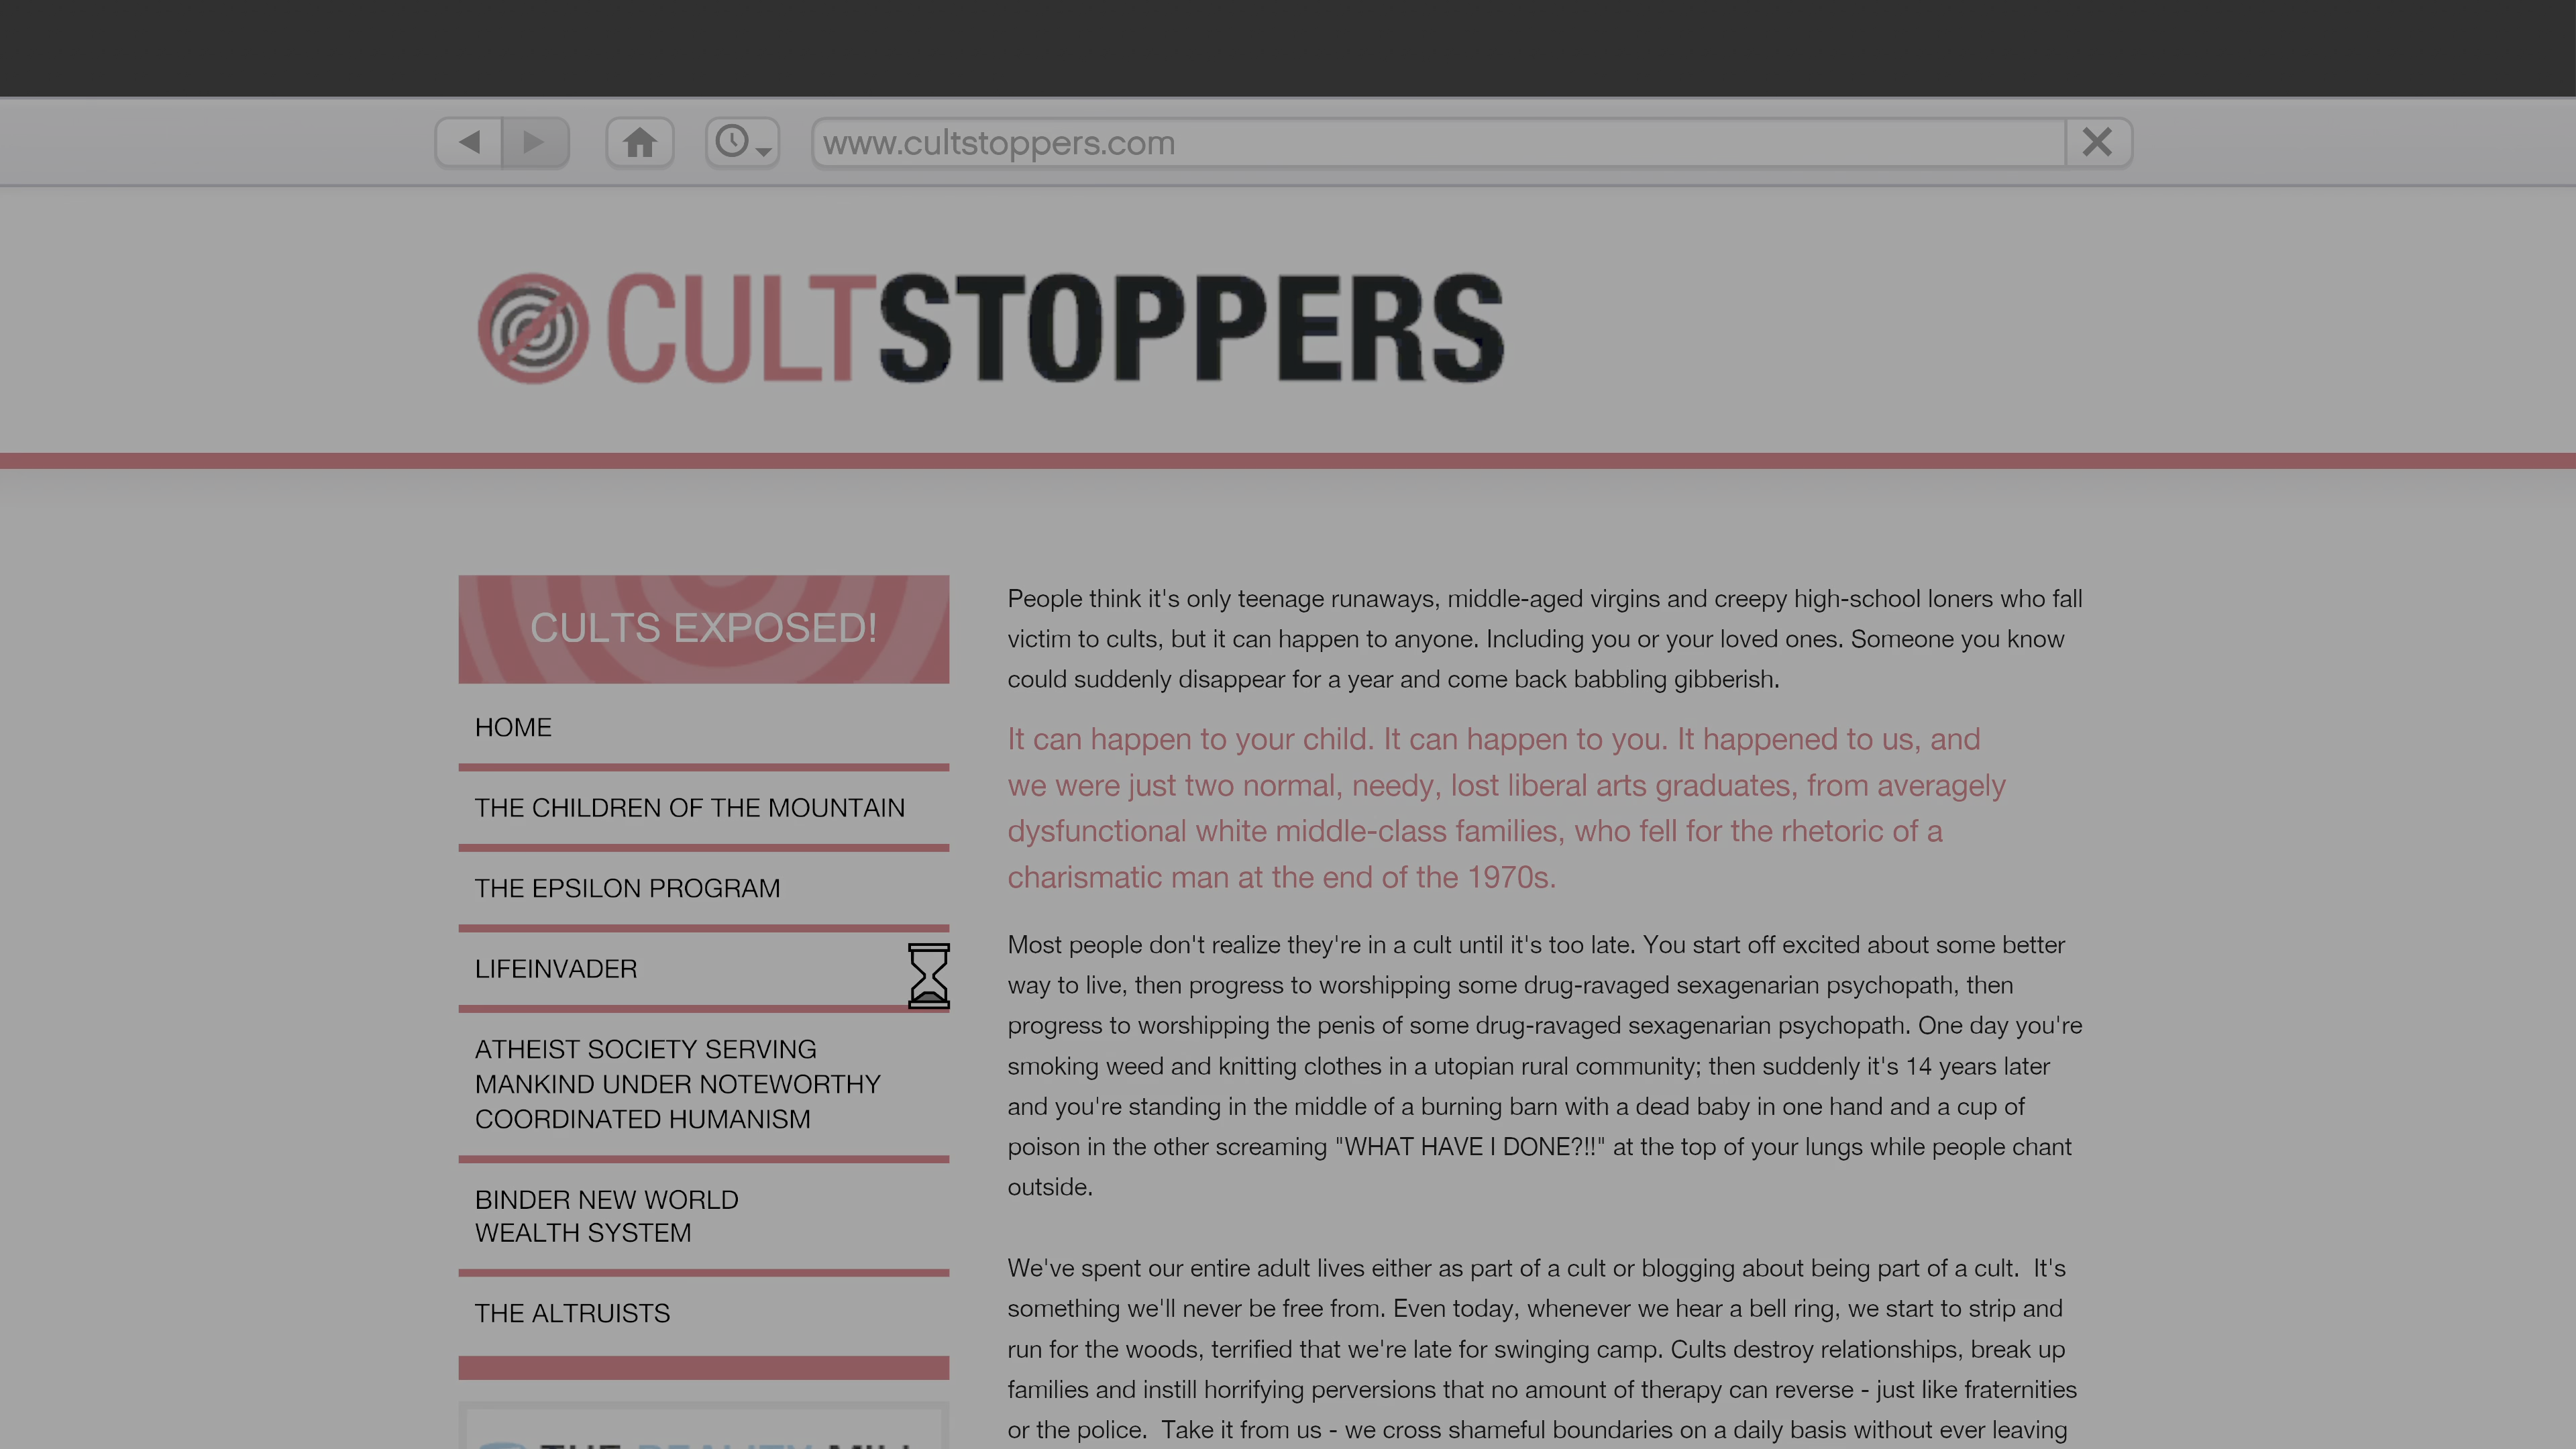 www.cultstoppers.com
CULTSTOPPERS
CULTS EXPOSED!
HOME
THE CHILDREN OF THE MOUNTAIN
THE EPSILON PROGRAM
LIFEINVADER
ATHEIST SOCIETY SERVING
MANKIND UNDER NOTEWORTHY
COORDINATED HUMANISM
BINDER NEW WORLD
WEALTH SYSTEM
THE ALTRUISTS
People think it's only teenage runaways, middle-aged virgins and creepy high-school loners who fall
victim to cults, but it can happen to anyone. Including you or your loved ones. Someone you know
could suddenly disappear for a year and come back babbling gibberish.
It can happen to your child. It can happen to you. It happened to us, and
we were just two normal, needy, lost liberal arts graduates, from averagely
dysfunctional white middle-class families, who fell for the rhetoric of a
charismatic man at the end of the 1970s.
Most people don't realize they're in a cult until it's too late. You start off excited about some better
way to live, then progress to worshipping some drug-ravaged sexagenarian psychopath, then
progress to worshipping the penis of some drug-ravaged sexagenarian psychopath. One day you're
smoking weed and knitting clothes in a utopian rural community; then suddenly it's 14 years later
and you're standing in the middle of a burning barn with a dead baby in one hand and a cup of
poison in the other screaming "WHAT HAVE I DONE?!!" at the top of your lungs while people chant
outside.
We've spent our entire adult lives either as part of a cult or blogging about being part of a cult.  It's
something we'll never be free from. Even today, whenever we hear a bell ring, we start to strip and
run for the woods, terrified that we're late for swinging camp. Cults destroy relationships, break up
families and instill horrifying perversions that no amount of therapy can reverse - just like fraternities
or the police.  Take it from us - we cross shameful boundaries on a daily basis without ever leaving